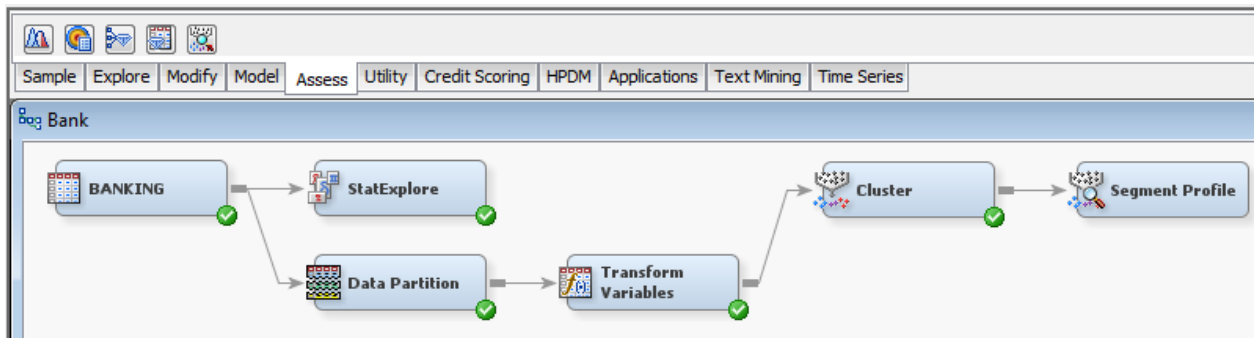 Sample Explore Modify Model Assess Utility Credit Scoring HPDM Applications Text Mining Time Series
Bank
BANKING
StatExplore
Cluster
Segment Profile
Data Partition
Transform
Variables